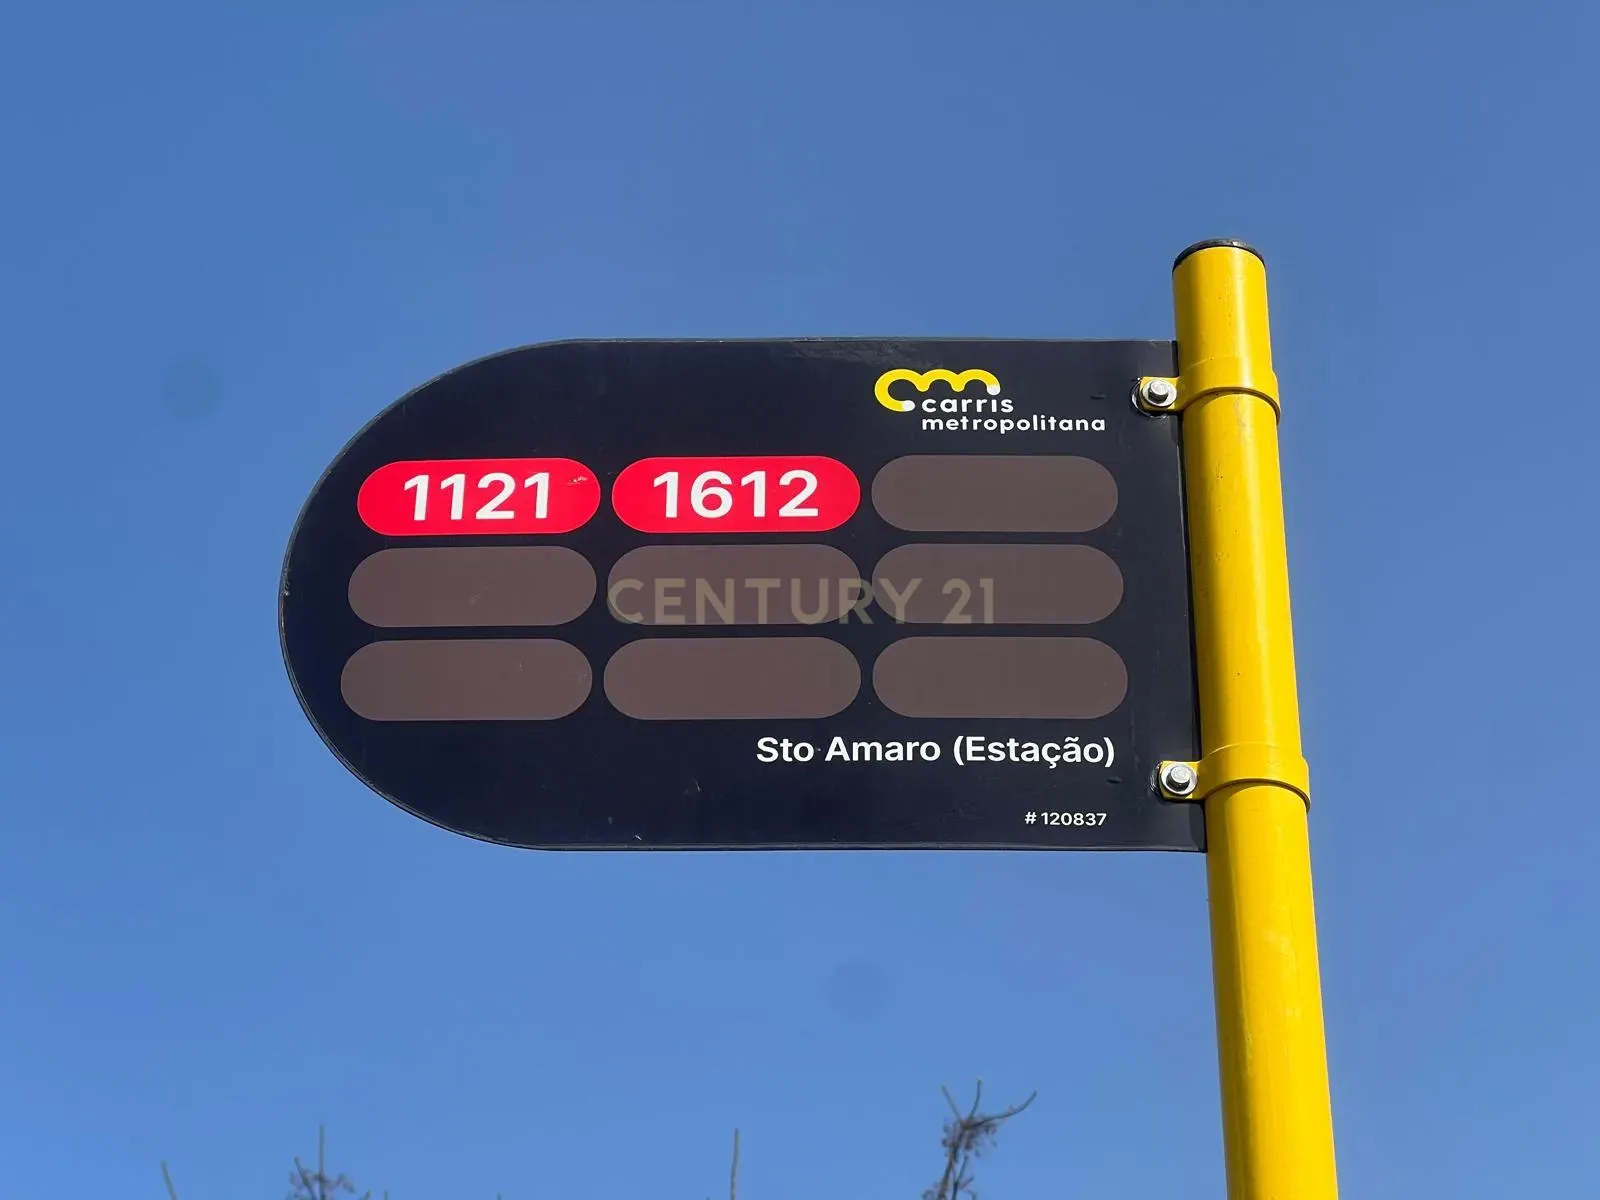 carris
metropolitana
1121 1612
CENTURY 21
Sto Amaro (Estação)
# 120837